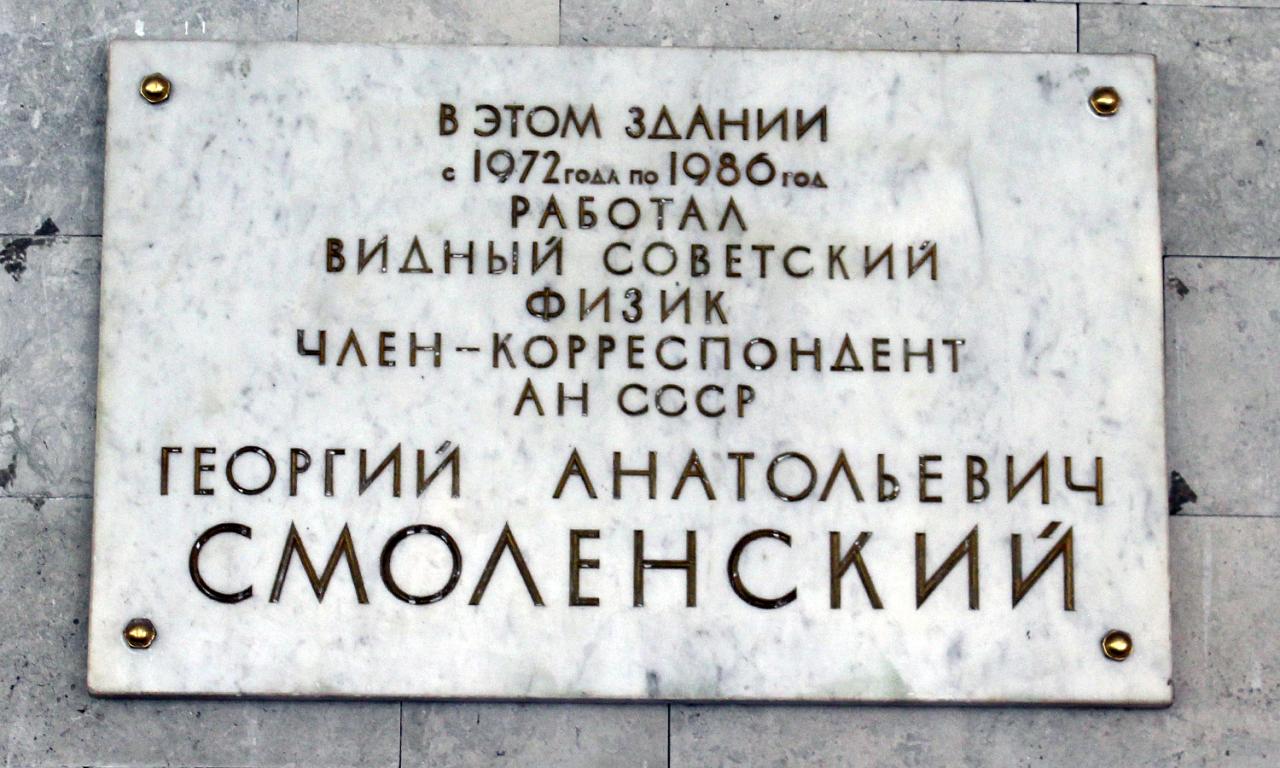 В ЭТОМ ЗДАНИИ
с 1972 года по 1986 год
РАБОТАЛ
ВИДНЫЙ СОВЕТСКИЙ
ФИЗИК
ЧЛЕН-КОРРЕСПОНДЕНТ
АН СССР
ГЕОРГИЙ АНАТОЛЬЕВИЧ
СМОЛЕНСКИЙ